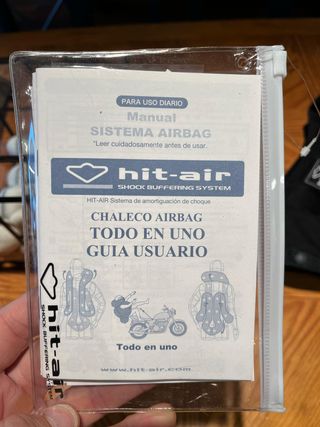 PARA USO DIARIO
Manual
SISTEMA AIRBAG
*Leer cuidadosamente antes de usar.
hit-air
SHOCK BUFFERING SYSTEM
HIT-AIR Sistema de amortiguación de choque
CHALECO AIRBAG
TODO EN UNO
GUIA USUARIO
Todo en uno
www.hit-air.com
hit-air
SHOCK BUFFERING SYSTEM